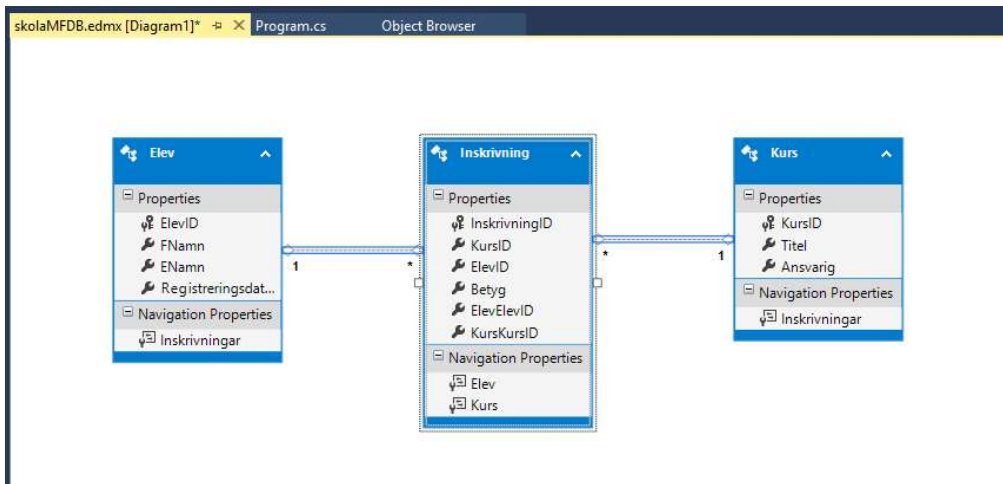 skolaMFDB.edmx [Diagram1]* Program.cs Object Browser
Elev
Properties
ElevID
FNamn
ENamn
Registreringsdat...
Navigation Properties
Inskrivningar
1 *
Inskrivning
Properties
InskrivningID
KursID
ElevID
Betyg
ElevElevID
KursKursID
Navigation Properties
Elev
Kurs
* 1
Kurs
Properties
KursID
Titel
Ansvarig
Navigation Properties
Inskrivningar